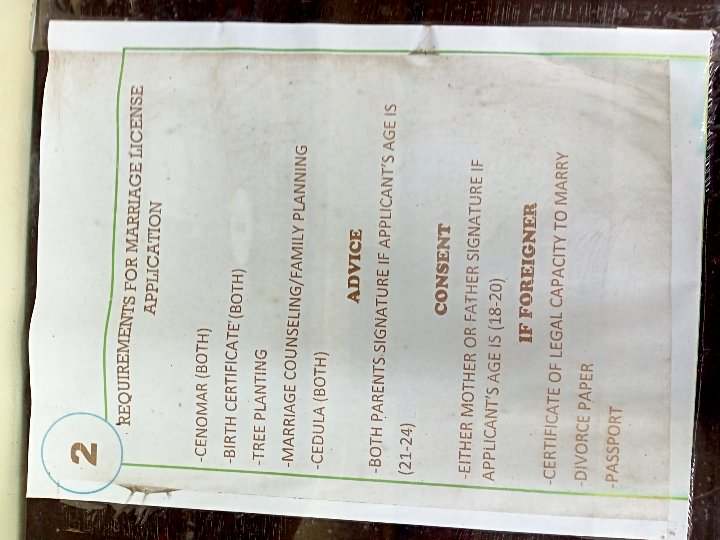 2
REQUIREMENTS FOR MARRIAGE LICENSE
APPLICATION
-CENOMAR (BOTH)
-BIRTH CERTIFICATE (BOTH)
-TREE PLANTING
-MARRIAGE COUNSELING/FAMILY PLANNING
-CEDULA (BOTH)
ADVICE
-BOTH PARENTS SIGNATURE IF APPLICANT'S AGE IS
(21-24)
CONSENT
-EITHER MOTHER OR FATHER SIGNATURE IF
APPLICANT'S AGE IS (18-20)
IF FOREIGNER
-CERTIFICATE OF LEGAL CAPACITY TO MARRY
-DIVORCE PAPER
-PASSPORT